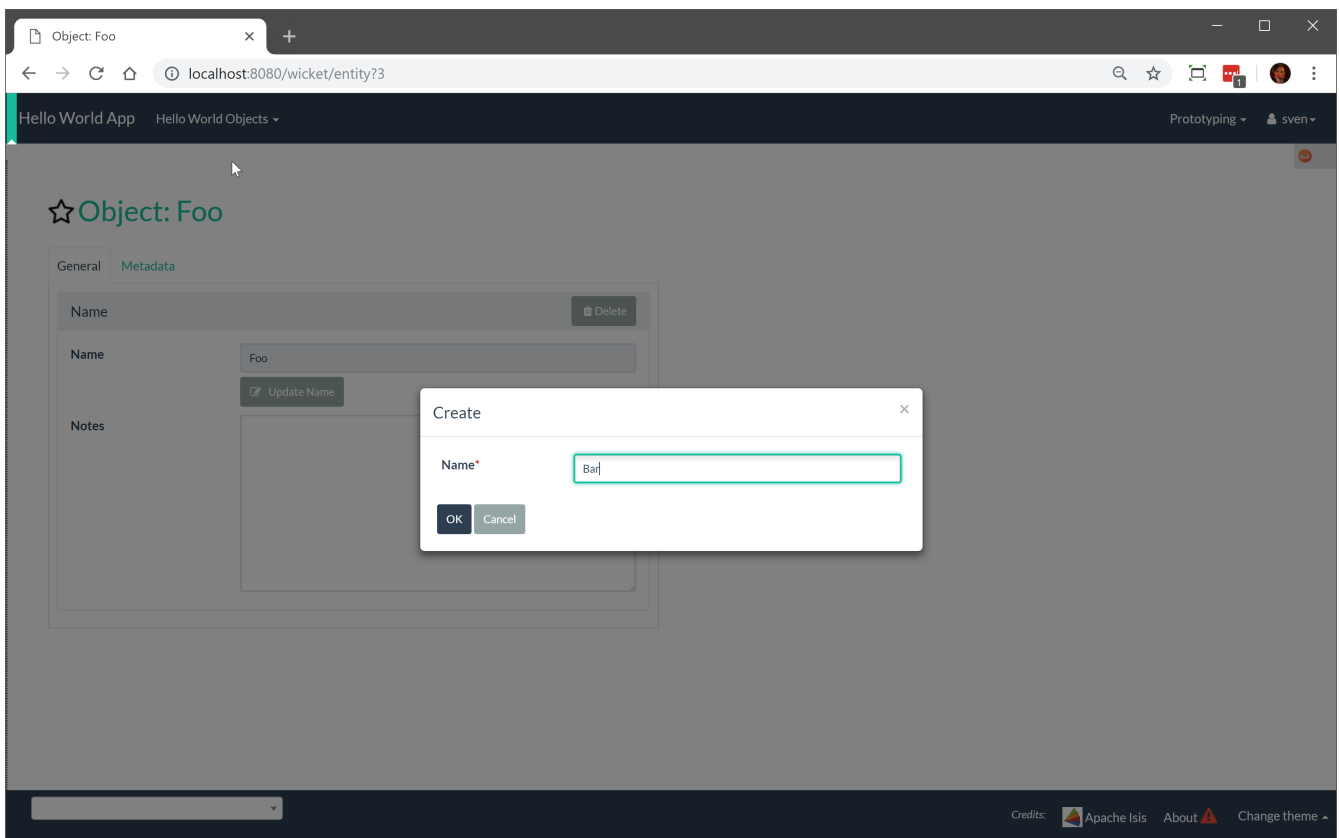 Object: Foo
localhost:8080/wicket/entity?3
1
Hello World App Hello World Objects Prototyping sven
Object: Foo
General Metadata
Name Delete
Name Foo
Update Name
Notes
Create ×
Name* Bar
OK Cancel
Credits: Apache Isis About Change theme